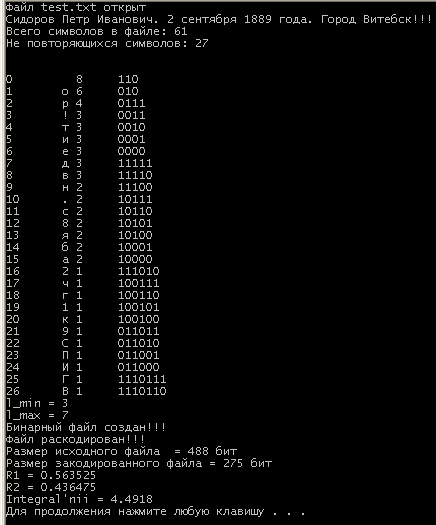 Файл test.txt открыт
Сидоров Петр Иванович. 2 сентября 1889 года. Город Витебск!!!
Всего символов в файле: 61
Не повторяющихся символов: 27
0 8 110
1 о 6 010
2 р 4 0111
3 ! 3 0011
4 т 3 0010
5 и 3 0001
6 е 3 0000
7 д 3 11111
8 в 3 11110
9 н 2 11100
10 . 2 10111
11 с 2 10110
12 8 2 10101
13 я 2 10100
14 б 2 10001
15 а 2 10000
16 2 1 111010
17 ч 1 100111
18 г 1 100110
19 1 1 100101
20 к 1 100100
21 9 1 011011
22 С 1 011010
23 П 1 011001
24 И 1 011000
25 Г 1 1110111
26 В 1 1110110
l_min = 3
l_max = 7
Бинарный файл создан!!!
Файл раскодирован!!!
Размер исходного файла = 488 бит
Размер закодированного файла = 275 бит
R1 = 0.563525
R2 = 0.436475
Integral'nii = 4.4918
Для продолжения нажмите любую клавишу . . .